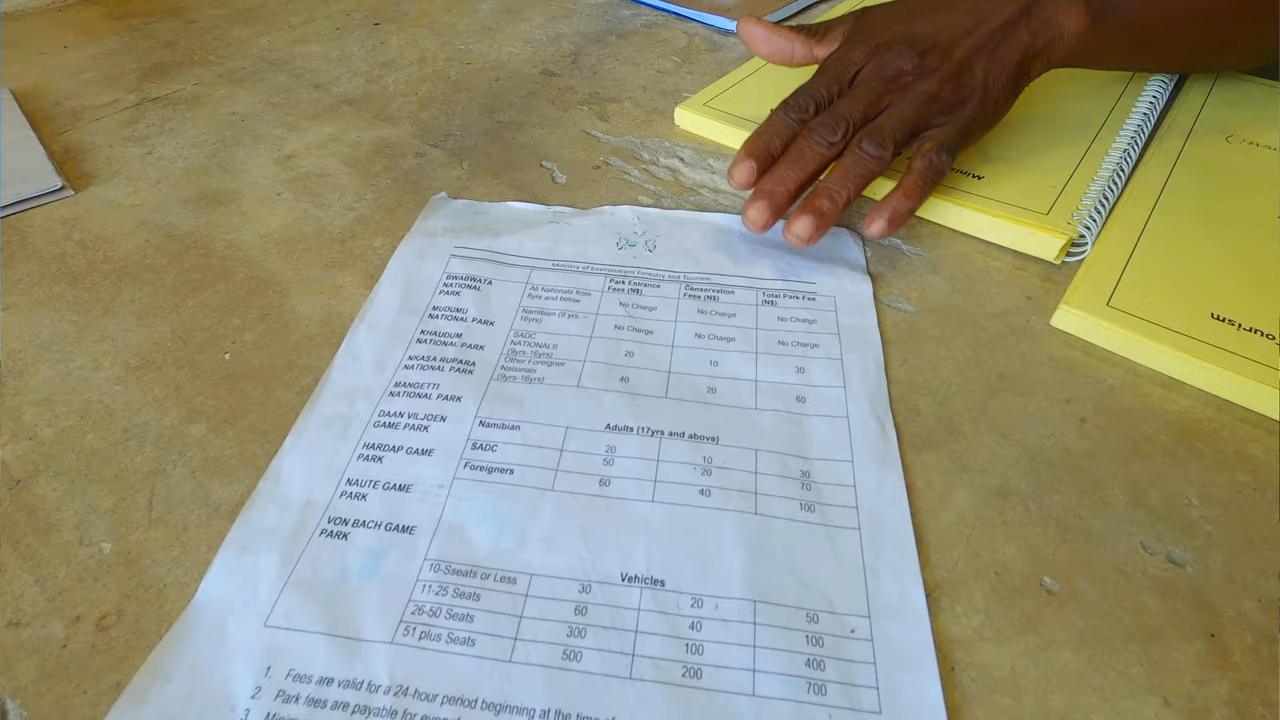 Ministry of Environment Forestry and Tourism
BWABWATA NATIONAL PARK
MUDUMU NATIONAL PARK
KHAUDUM NATIONAL PARK
NKASA RUPARA NATIONAL PARK
MANGETTI NATIONAL PARK
DAAN VILJOEN GAME PARK
HARDAP GAME PARK
NAUTE GAME PARK
VON BACH GAME PARK
Park Entrance Fees (N$) Conservation Fees (N$) Total Park Fee (N$)
All Nationals from 8yrs and below No Charge No Charge No Charge
Namibian (9 yrs. – 16yrs) No Charge No Charge No Charge
SADC NATIONALS (9yrs-16yrs) 20 10 30
Other Foreigner Nationals (9yrs-16yrs) 40 20 60
Adults (17yrs and above)
Namibian 20 10 30
SADC 50 20 70
Foreigners 60 40 100
Vehicles
10-Sseats or Less 30 20 50
11-25 Seats 60 40 100
26-50 Seats 300 100 400
51 plus Seats 500 200 700
1. Fees are valid for a 24-hour period beginning at the time of
2. Park fees are payable for
3.
ourism